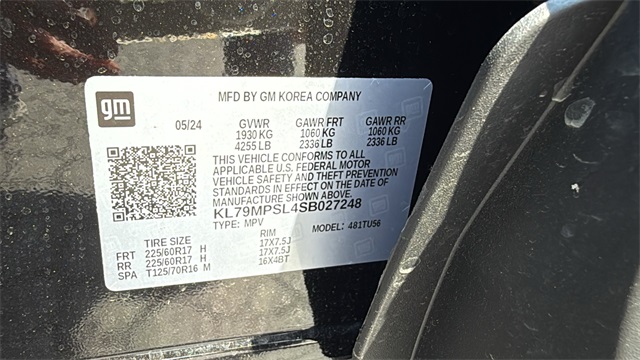 gm
MFD BY GM KOREA COMPANY
05/24 GVWR GAWR FRT GAWR RR
1930 KG 1060 KG 1060 KG
4255 LB 2336 LB 2336 LB
THIS VEHICLE CONFORMS TO ALL
APPLICABLE U.S. FEDERAL MOTOR
VEHICLE SAFETY AND THEFT PREVENTION
STANDARDS IN EFFECT ON THE DATE OF
MANUFACTURE SHOWN ABOVE.
KL79MPSL4SB027248
TYPE: MPV MODEL: 481TU56
TIRE SIZE RIM
FRT 225/60R17 H 17X7.5J
RR 225/60R17 H 17X7.5J
SPA T125/70R16 M 16X4BT